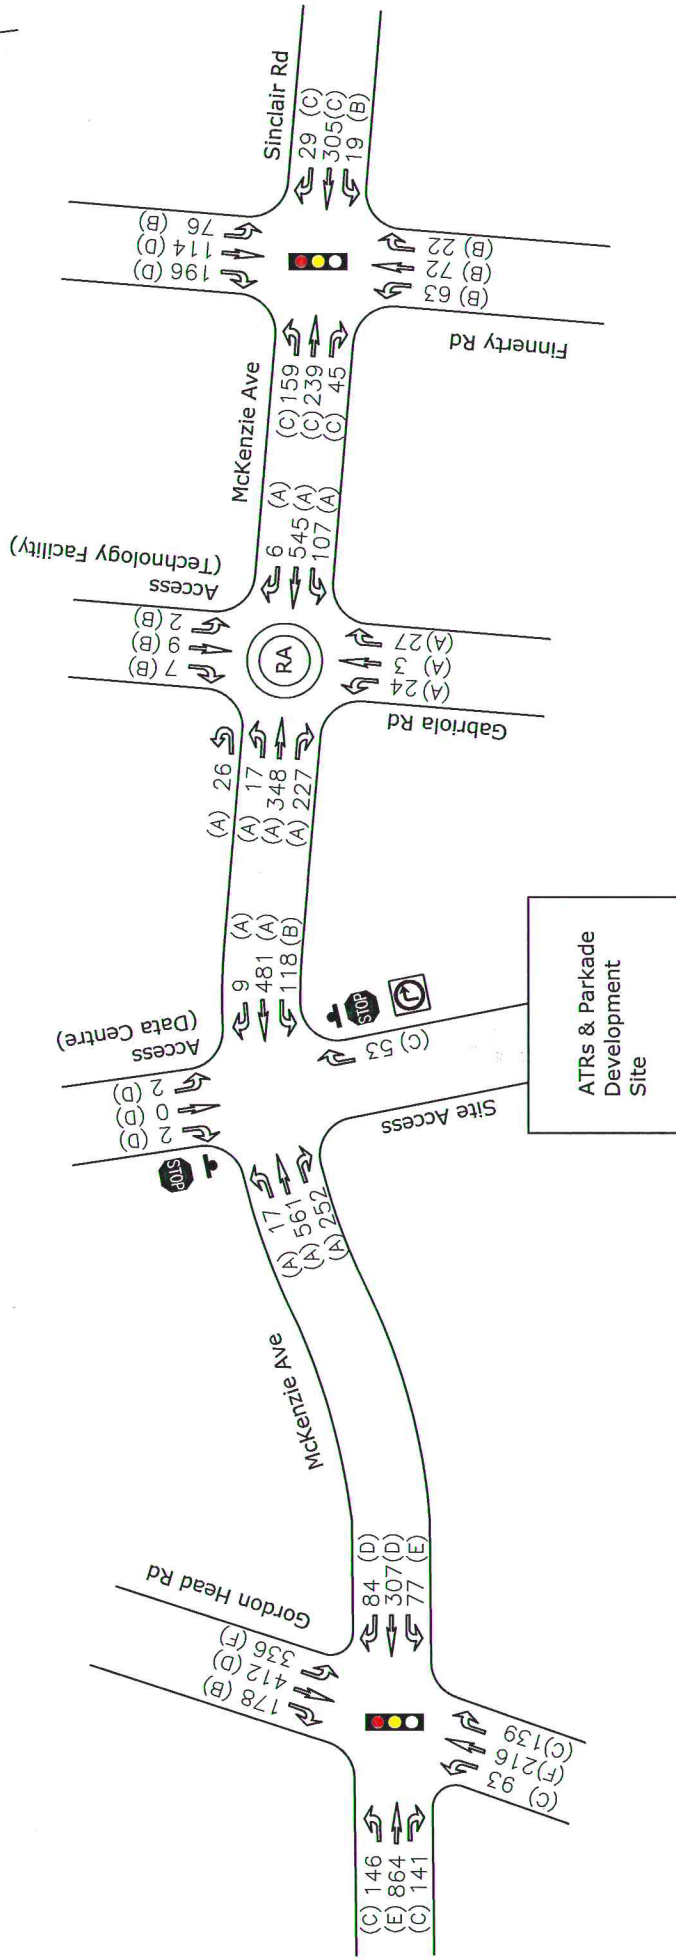 Sinclair Rd
29 (C)
305(C)
19 (B)
76 (B)
114 (D)
196 (D)
(B) 22
(B) 72
(B) 63
Finnerty Rd
McKenzie Ave
(C) 159
(C) 239
(C) 45
6 (A)
545 (A)
107 (A)
Access
(Technology Facility)
2 (B)
9 (B)
7 (B)
RA
(A) 27
(A) 3
(A) 24
Gabriola Rd
(A) 26
(A) 17
(A) 348
(A) 227
9 (A)
481 (A)
118 (B)
Access
(Data Centre)
2 (D)
0 (D)
2 (D)
STOP
STOP
(C) 53
Site Access
ATRs & Parkade
Development
Site
(A) 17
(A) 561
(A) 252
McKenzie Ave
84 (D)
307(D)
77 (E)
Gordon Head Rd
336 (F)
412 (D)
178 (B)
(C)139
(F)216
(C) 93
(C) 146
(E) 864
(C) 141